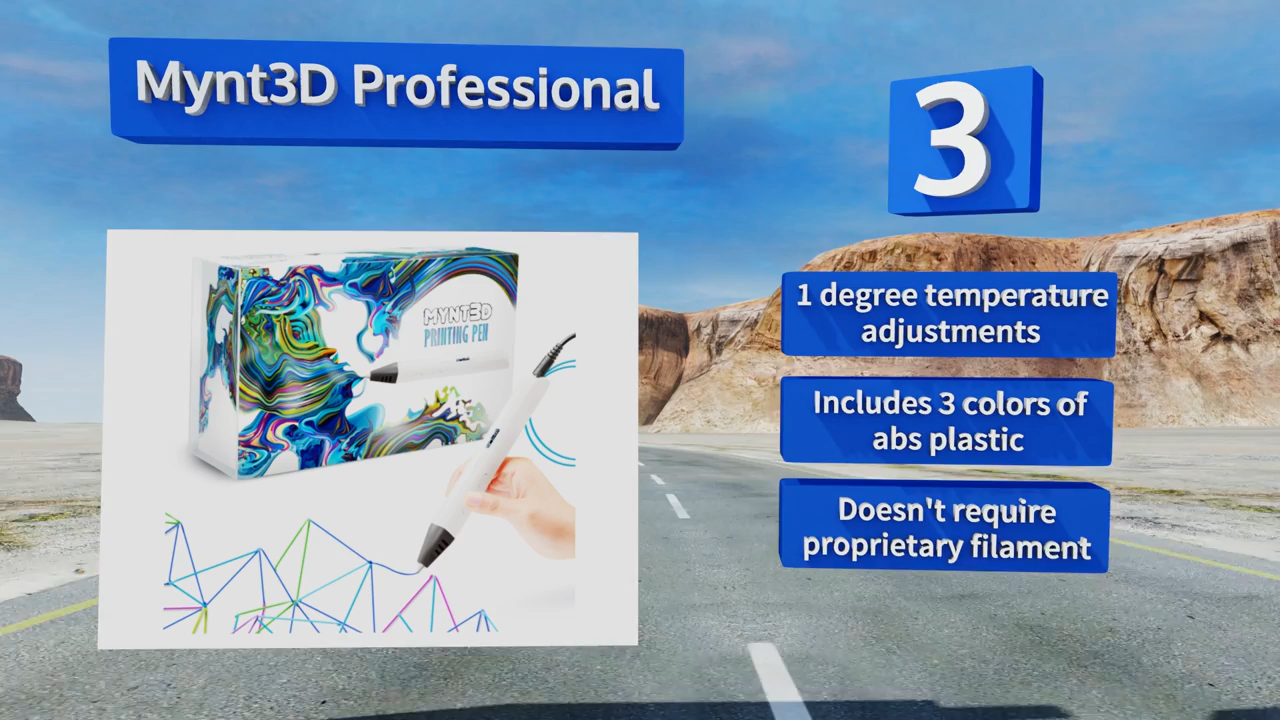 Mynt3D Professional
3
MYNT3D
PRINTING PEN
1 degree temperature
adjustments
Includes 3 colors of
abs plastic
Doesn't require
proprietary filament